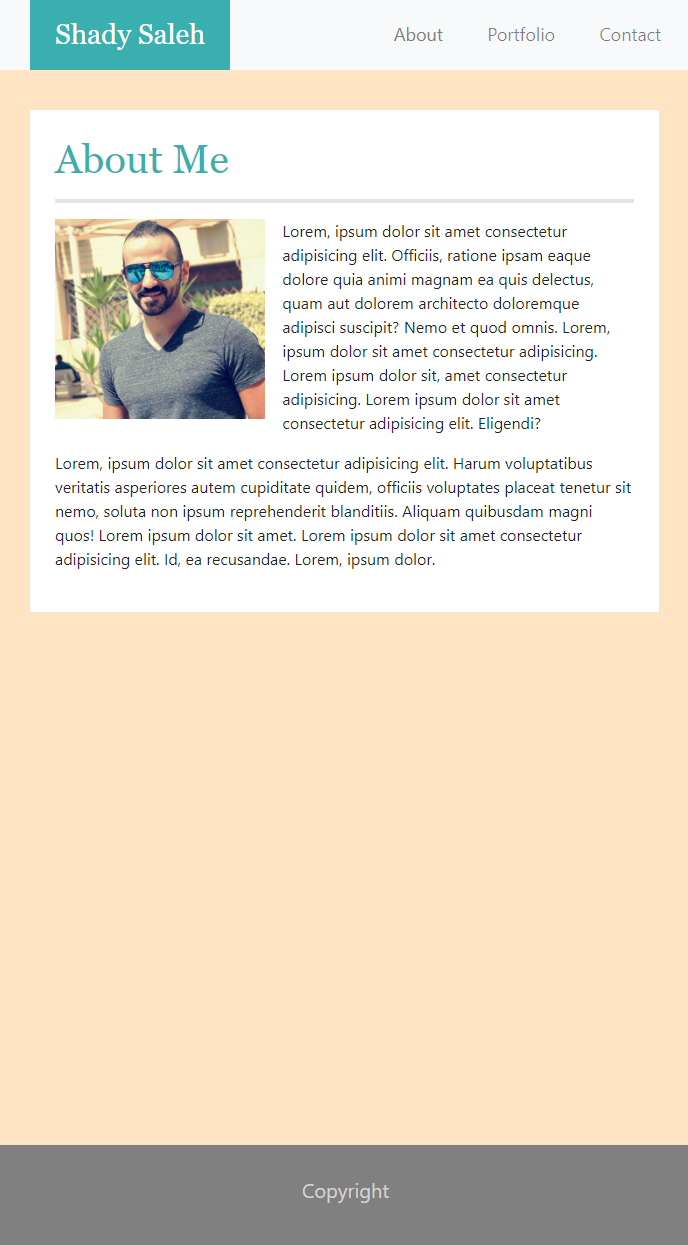 Shady Saleh
About Portfolio Contact
About Me
Lorem, ipsum dolor sit amet consectetur
adipisicing elit. Officiis, ratione ipsam eaque
dolore quia animi magnam ea quis delectus,
quam aut dolorem architecto doloremque
adipisci suscipit? Nemo et quod omnis. Lorem,
ipsum dolor sit amet consectetur adipisicing.
Lorem ipsum dolor sit, amet consectetur
adipisicing. Lorem ipsum dolor sit amet
consectetur adipisicing elit. Eligendi?
Lorem, ipsum dolor sit amet consectetur adipisicing elit. Harum voluptatibus
veritatis asperiores autem cupiditate quidem, officiis voluptates placeat tenetur sit
nemo, soluta non ipsum reprehenderit blanditiis. Aliquam quibusdam magni
quos! Lorem ipsum dolor sit amet. Lorem ipsum dolor sit amet consectetur
adipisicing elit. Id, ea recusandae. Lorem, ipsum dolor.
Copyright